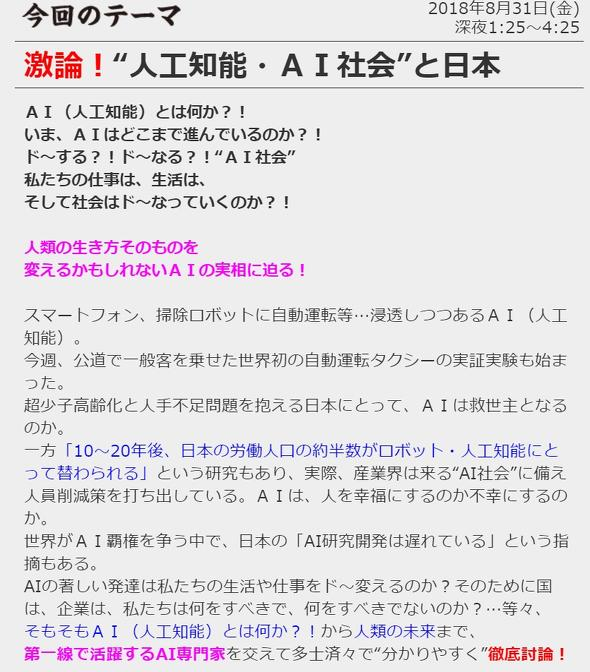 今回のテーマ
2018年8月31日(金)
深夜1:25～4:25
激論！“人工知能・ＡＩ社会”と日本
ＡＩ（人工知能）とは何か？！
いま、ＡＩはどこまで進んでいるのか？！
ド～する？！ド～なる？！“ＡＩ社会”
私たちの仕事は、生活は、
そして社会はド～なっていくのか？！
人類の生き方そのものを
変えるかもしれないＡＩの実相に迫る！
スマートフォン、掃除ロボットに自動運転等…浸透しつつあるＡＩ（人工
知能）。
今週、公道で一般客を乗せた世界初の自動運転タクシーの実証実験も始ま
った。
超少子高齢化と人手不足問題を抱える日本にとって、ＡＩは救世主となる
のか。
一方「10～20年後、日本の労働人口の約半数がロボット・人工知能にと
って替わられる」という研究もあり、実際、産業界は来る“AI社会”に備え
人員削減策を打ち出している。ＡＩは、人を幸福にするのか不幸にするの
か。
世界がＡＩ覇権を争う中で、日本の「AI研究開発は遅れている」という指
摘もある。
AIの著しい発達は私たちの生活や仕事をド～変えるのか？そのために国
は、企業は、私たちは何をすべきで、何をすべきでないのか？…等々、
そもそもＡＩ（人工知能）とは何か？！から人類の未来まで、
第一線で活躍するAI専門家を交えて多士済々で“分かりやすく”徹底討論！